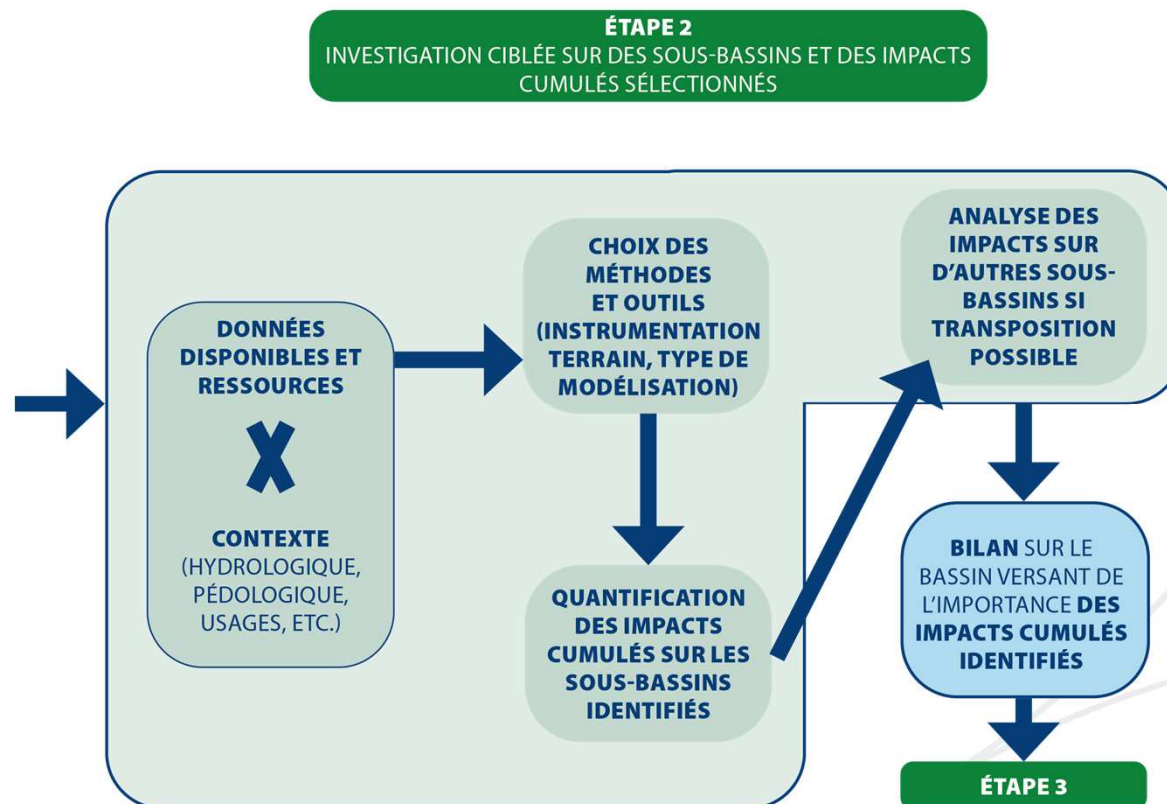 ÉTAPE 2
INVESTIGATION CIBLÉE SUR DES SOUS-BASSINS ET DES IMPACTS
CUMULÉS SÉLECTIONNÉS
DONNÉES
DISPONIBLES ET
RESSOURCES
CONTEXTE
(HYDROLOGIQUE,
PÉDOLOGIQUE,
USAGES, ETC.)
CHOIX DES
MÉTHODES
ET OUTILS
(INSTRUMENTATION
TERRAIN, TYPE DE
MODÉLISATION)
QUANTIFICATION
DES IMPACTS
CUMULÉS SUR LES
SOUS-BASSINS
IDENTIFIÉS
ANALYSE DES
IMPACTS SUR
D’AUTRES SOUS-
BASSINS SI
TRANSPOSITION
POSSIBLE
BILAN SUR LE
BASSIN VERSANT DE
L’IMPORTANCE DES
IMPACTS CUMULÉS
IDENTIFIÉS
ÉTAPE 3